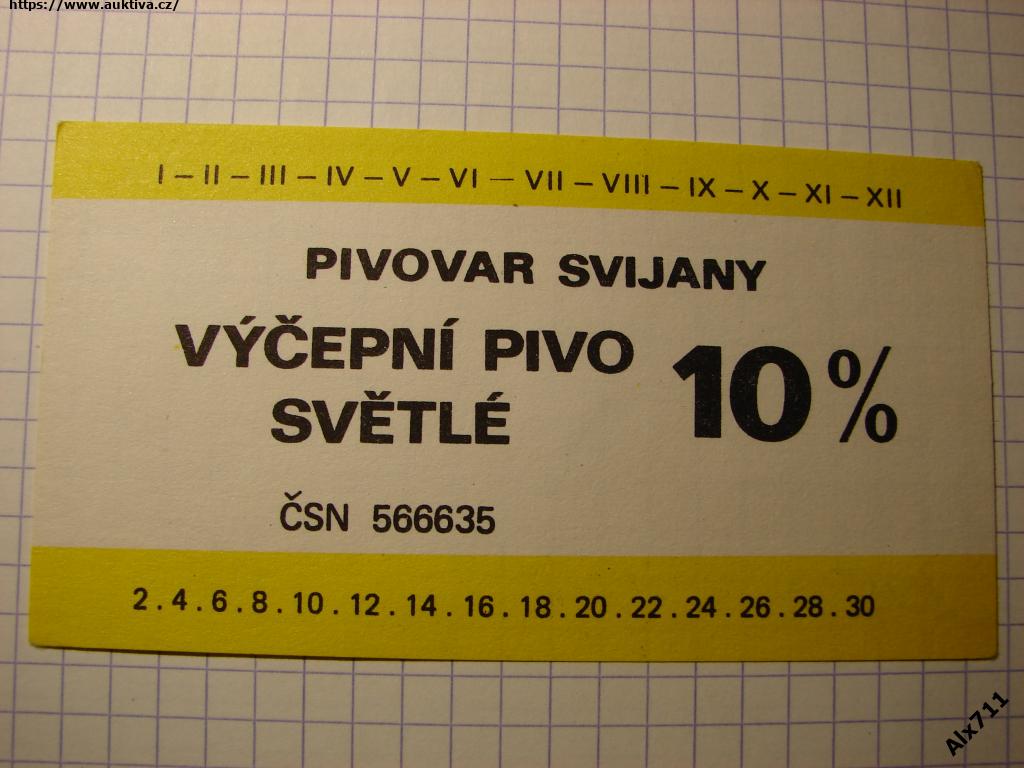 https://www.auktiva.cz/
I – II – III – IV – V – VI – VII – VIII – IX – X – XI – XII
PIVOVAR SVIJANY
VÝČEPNÍ PIVO
SVĚTLÉ
10%
ČSN 566635
2 . 4 . 6 . 8 . 10 . 12 . 14 . 16 . 18 . 20 . 22 . 24 . 26 . 28 . 30
Alx711